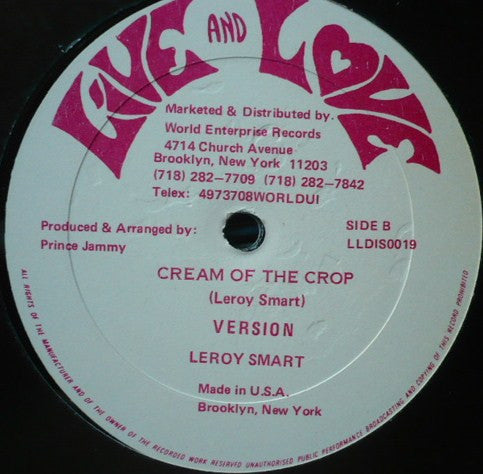 LIVE AND LOVE
Marketed & Distributed by.
World Enterprise Records
4714 Church Avenue
Brooklyn, New York 11203
(718) 282-7709 (718) 282-7842
Telex: 4973708WORLDUI
Produced & Arranged by:
Prince Jammy
SIDE B
LLDIS0019
CREAM OF THE CROP
(Leroy Smart)
VERSION
LEROY SMART
Made in U.S.A.
Brooklyn, New York
ALL RIGHTS OF THE MANUFACTURER AND OF THE OWNER OF THE RECORDED WORK RESERVED UNAUTHORISED PUBLIC PERFORMANCE BROADCASTING AND COPYING OF THIS RECORD PROHIBITED